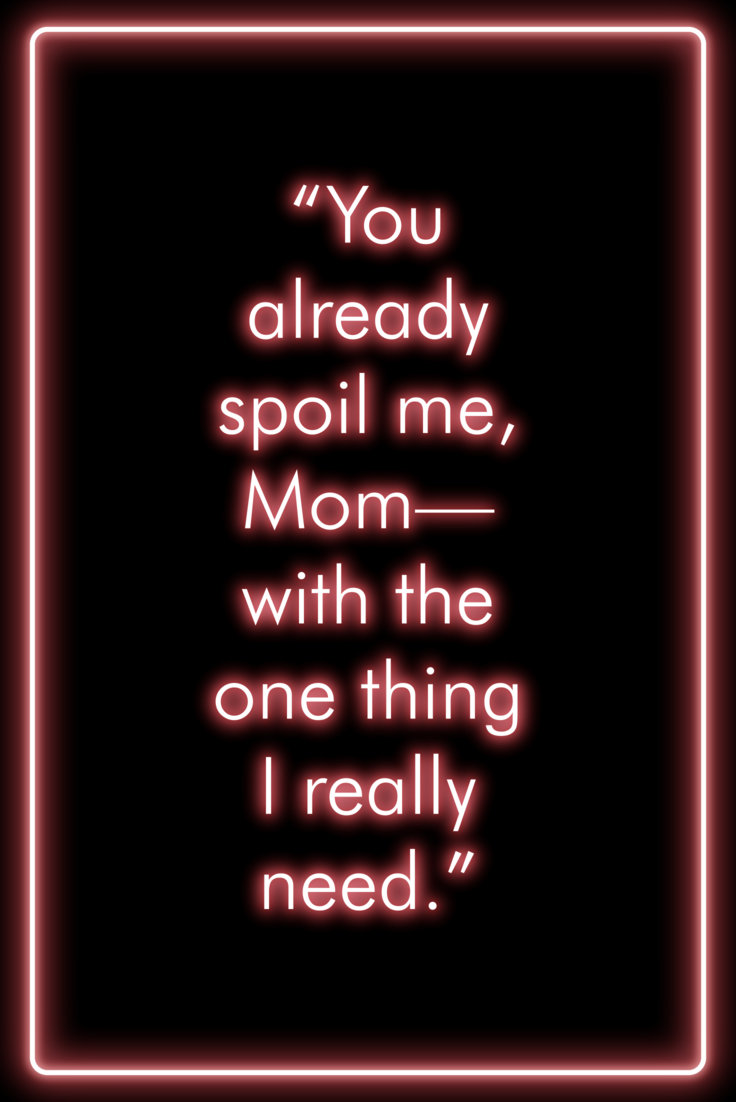 “You
already
spoil me,
Mom—
with the
one thing
I really
need.”